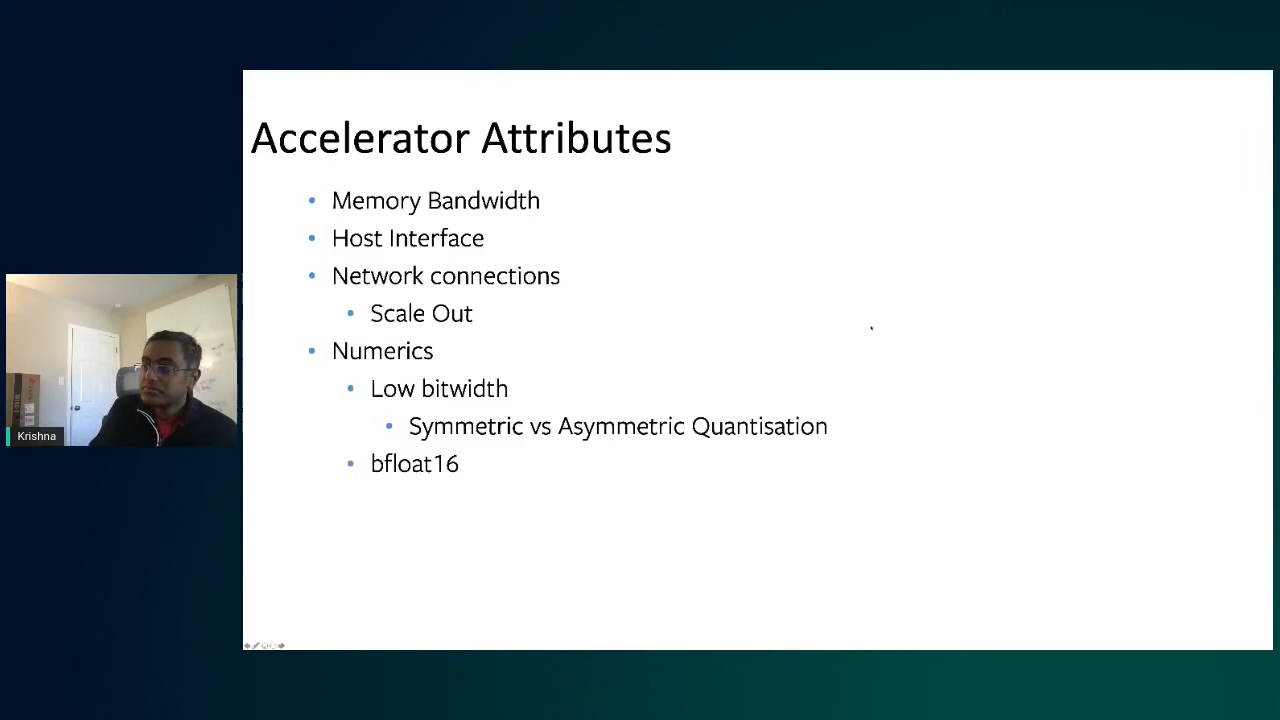 Accelerator Attributes
• Memory Bandwidth
• Host Interface
• Network connections
• Scale Out
• Numerics
• Low bitwidth
• Symmetric vs Asymmetric Quantisation
• bfloat16
Krishna